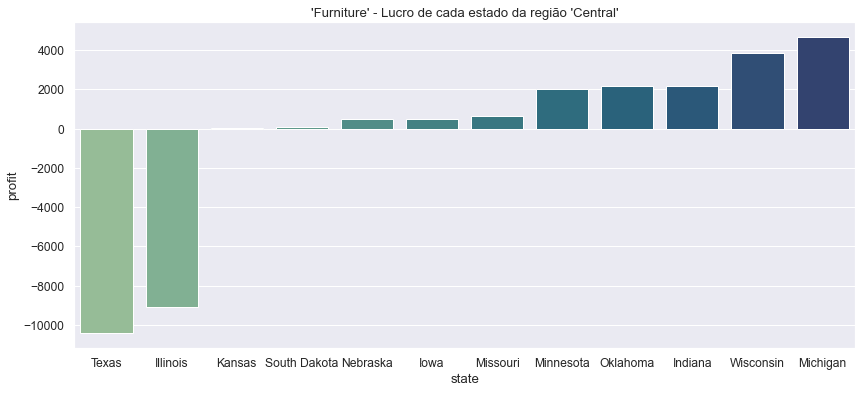 'Furniture' - Lucro de cada estado da região 'Central'
4000
2000
0
−2000
−4000
−6000
−8000
−10000
profit
Texas Illinois Kansas South Dakota Nebraska Iowa Missouri Minnesota Oklahoma Indiana Wisconsin Michigan
state